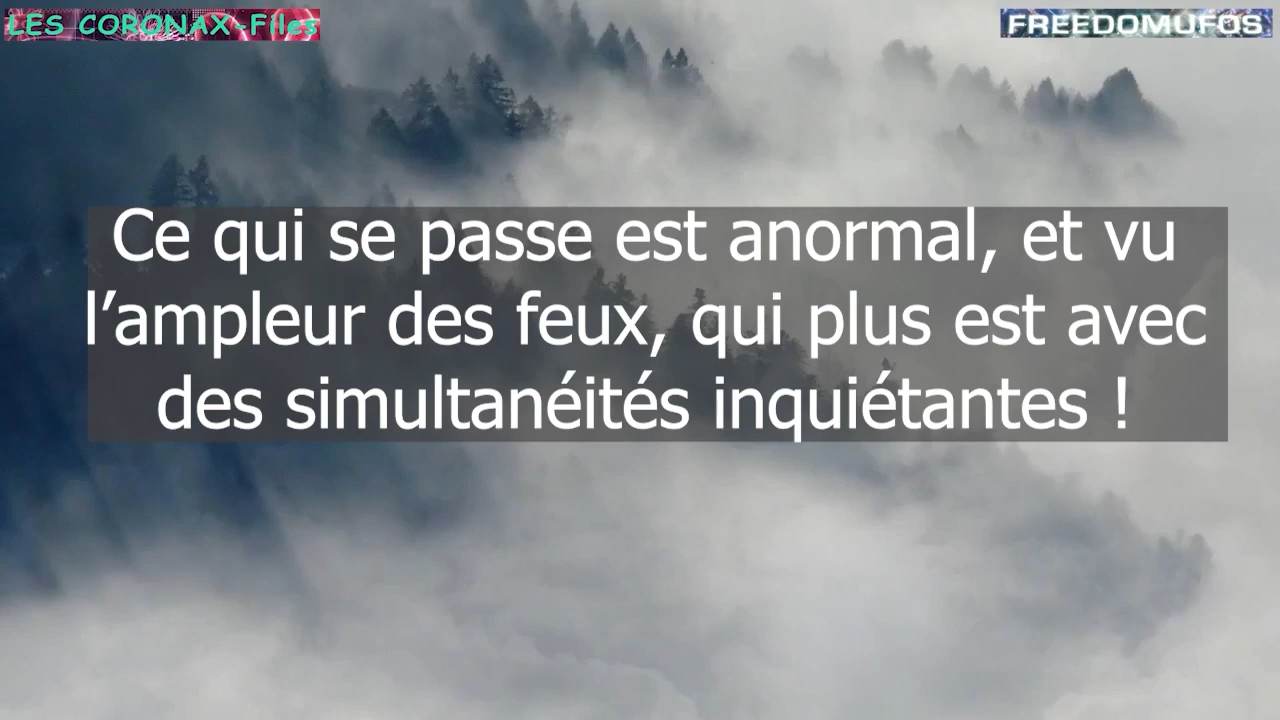 LES CORONAX-Files
FREEDOMUFOS
Ce qui se passe est anormal, et vu
l’ampleur des feux, qui plus est avec
des simultanéités inquiétantes !